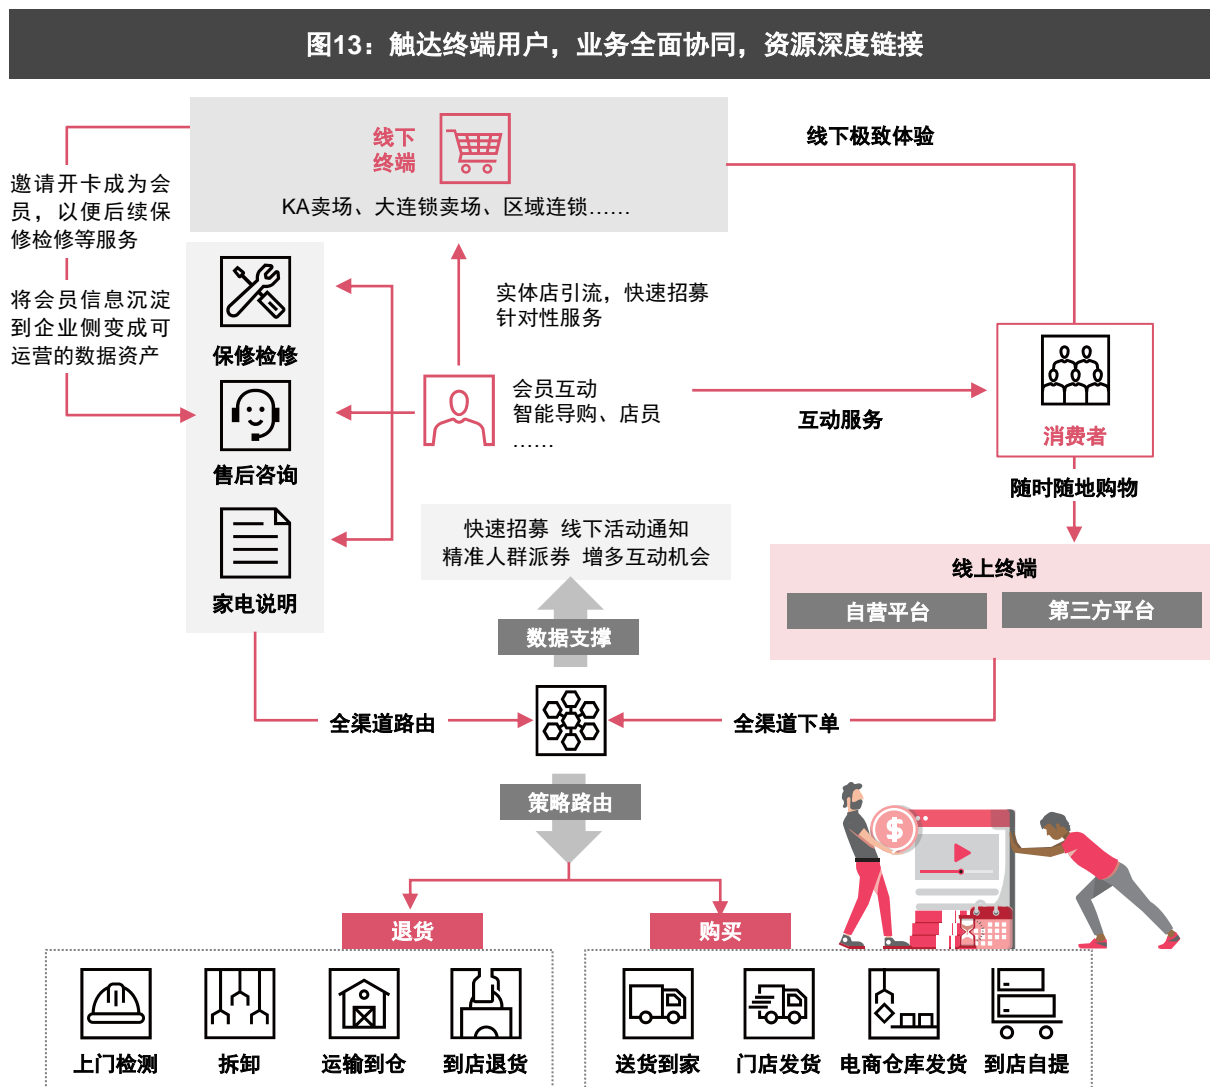 图13：触达终端用户，业务全面协同，资源深度链接
线下
终端
KA卖场、大连锁卖场、区域连锁……
线下极致体验
邀请开卡成为会
员，以便后续保
修检修等服务
将会员信息沉淀
到企业侧变成可
运营的数据资产
保修检修
售后咨询
家电说明
实体店引流，快速招募
针对性服务
会员互动
智能导购、店员
……
互动服务
消费者
随时随地购物
快速招募 线下活动通知
精准人群派券 增多互动机会
线上终端
自营平台
第三方平台
数据支撑
全渠道路由
全渠道下单
策略路由
$
退货
购买
上门检测
拆卸
运输到仓
到店退货
送货到家
门店发货
电商仓库发货
到店自提